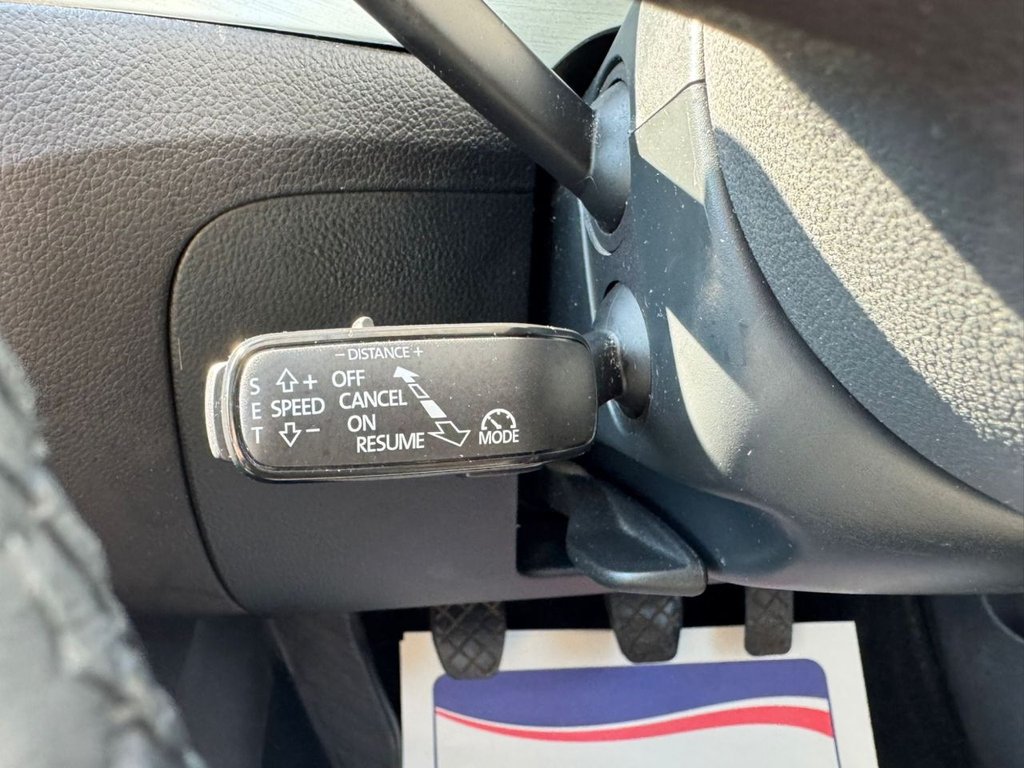 − DISTANCE +
S E T
+
SPEED
−
OFF
CANCEL
ON
RESUME
MODE